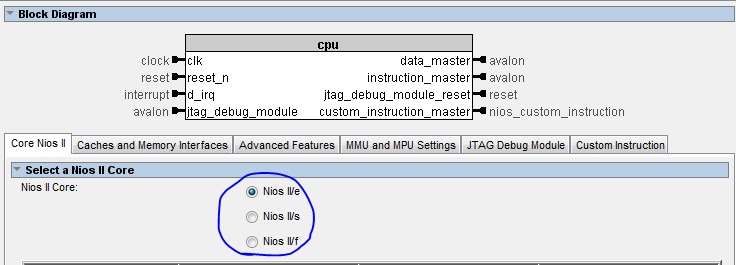 Block Diagram
cpu
clock clk data_master avalon
reset reset_n instruction_master avalon
interrupt d_irq jtag_debug_module_reset reset
avalon jtag_debug_module custom_instruction_master nios_custom_instruction
Core Nios II Caches and Memory Interfaces Advanced Features MMU and MPU Settings JTAG Debug Module Custom Instruction
Select a Nios II Core
Nios II Core: Nios II/e
Nios II/s
Nios II/f